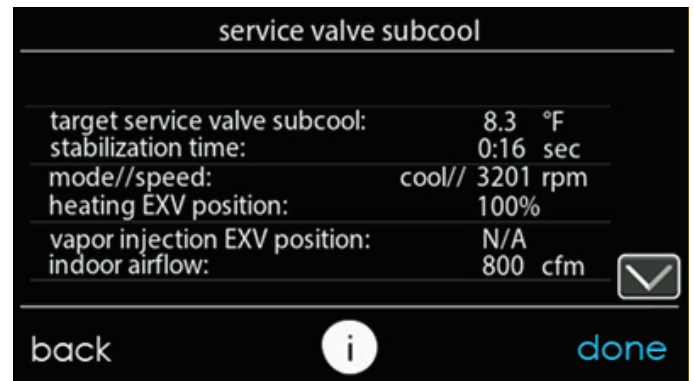 service valve subcool
target service valve subcool: 8.3 °F
stabilization time: 0:16 sec
mode//speed: cool// 3201 rpm
heating EXV position: 100%
vapor injection EXV position: N/A
indoor airflow: 800 cfm
back i done